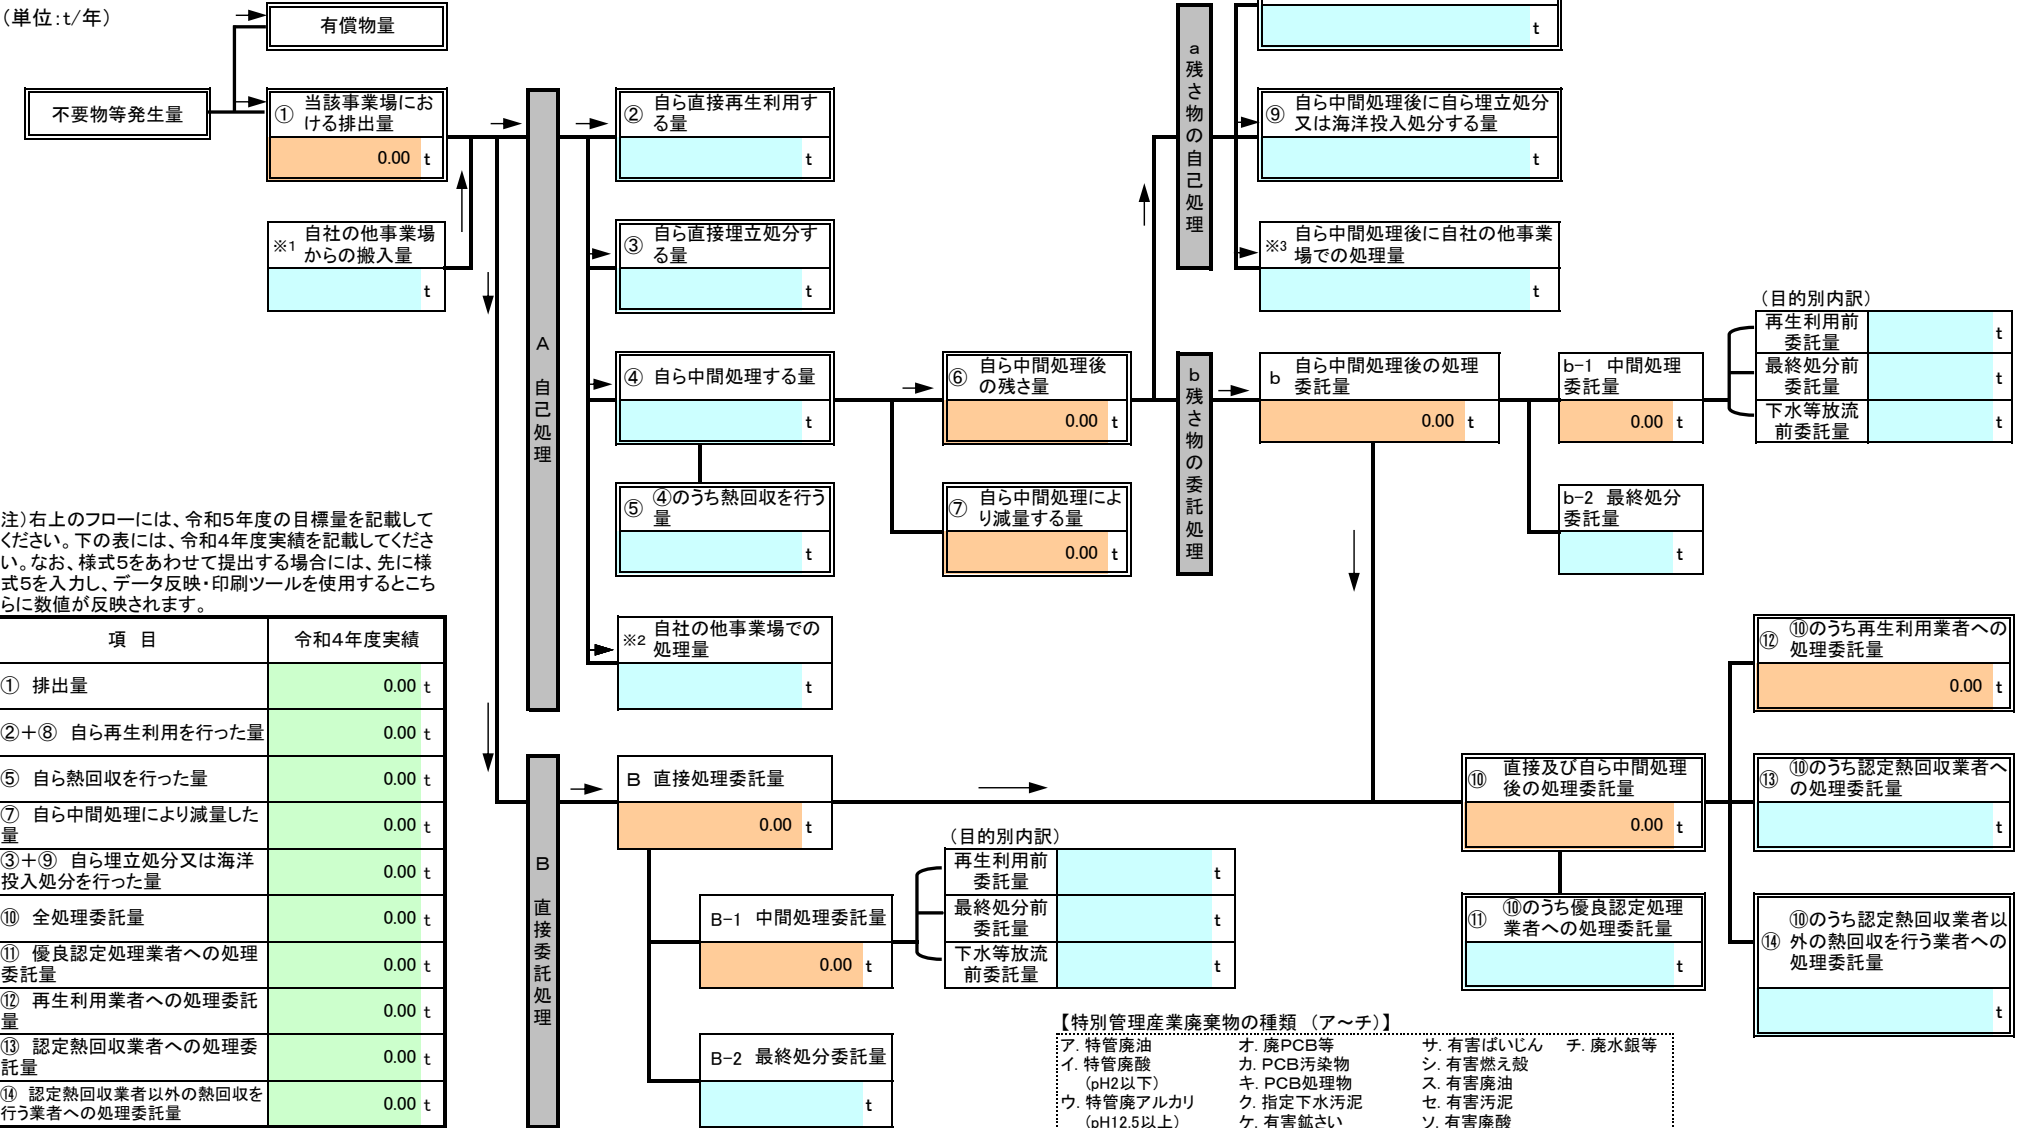 (単位:t/年)
有償物量
不要物等発生量
① 当該事業場にお
ける排出量
0.00 t
※1 自社の他事業場
からの搬入量
t
A 自己処理
② 自ら直接再生利用す
る量
t
③ 自ら直接埋立処分す
る量
t
④ 自ら中間処理する量
t
⑤ ④のうち熱回収を行う
量
t
※2 自社の他事業場での
処理量
t
⑥ 自ら中間処理後
の残さ量
0.00 t
⑦ 自ら中間処理によ
り減量する量
0.00 t
a残さ物の自己処理
t
⑨ 自ら中間処理後に自ら埋立処分
又は海洋投入処分する量
t
※3 自ら中間処理後に自社の他事業
場での処理量
t
b残さ物の委託処理
b 自ら中間処理後の処理
委託量
0.00 t
b-1 中間処理
委託量
0.00 t
(目的別内訳)
再生利用前
委託量
t
最終処分前
委託量
t
下水等放流
前委託量
t
b-2 最終処分
委託量
t
注)右上のフローには、令和5年度の目標量を記載して
ください。下の表には、令和4年度実績を記載してくださ
い。なお、様式5をあわせて提出する場合には、先に様
式5を入力し、データ反映・印刷ツールを使用するとこち
らに数値が反映されます。
項 目 令和4年度実績
① 排出量 0.00 t
②+⑧ 自ら再生利用を行った量 0.00 t
⑤ 自ら熱回収を行った量 0.00 t
⑦ 自ら中間処理により減量した
量 0.00 t
③+⑨ 自ら埋立処分又は海洋
投入処分を行った量 0.00 t
⑩ 全処理委託量 0.00 t
⑪ 優良認定処理業者への処理
委託量 0.00 t
⑫ 再生利用業者への処理委託
量 0.00 t
⑬ 認定熱回収業者への処理委
託量 0.00 t
⑭ 認定熱回収業者以外の熱回収を
行う業者への処理委託量 0.00 t
B 直接委託処理
B 直接処理委託量
0.00 t
B-1 中間処理委託量
0.00 t
(目的別内訳)
再生利用前
委託量
t
最終処分前
委託量
t
下水等放流
前委託量
t
B-2 最終処分委託量
t
⑩ 直接及び自ら中間処理
後の処理委託量
0.00 t
⑪ ⑩のうち優良認定処理
業者への処理委託量
t
⑫ ⑩のうち再生利用業者への
処理委託量
0.00 t
⑬ ⑩のうち認定熱回収業者へ
の処理委託量
t
⑭ ⑩のうち認定熱回収業者以
外の熱回収を行う業者への
処理委託量
t
【特別管理産業廃棄物の種類 (ア~チ)】
ア. 特管廃油 オ. 廃PCB等 サ. 有害ばいじん チ. 廃水銀等
イ. 特管廃酸 カ. PCB汚染物 シ. 有害燃え殻
(pH2以下) キ. PCB処理物 ス. 有害廃油
ウ. 特管廃アルカリ ク. 指定下水汚泥 セ. 有害汚泥
(pH12.5以上) ケ. 有害鉱さい ソ. 有害廃酸